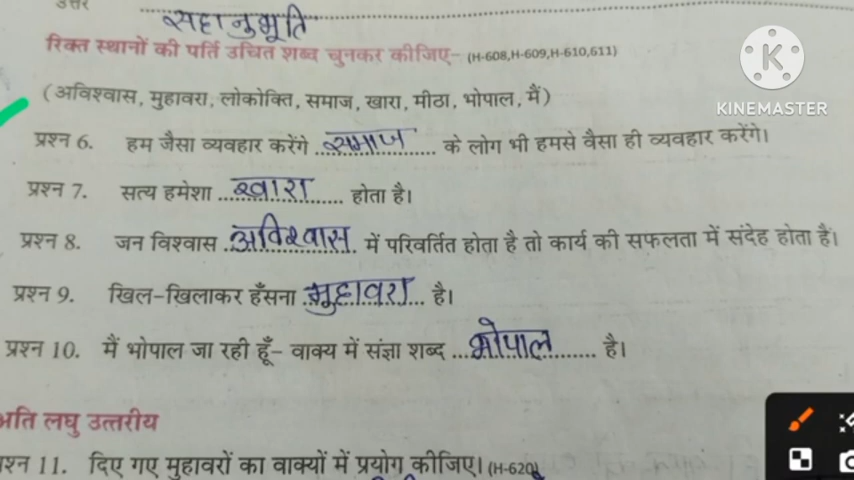 उत्तर सहानुभूति
रिक्त स्थानों की पर्ति उचित शब्द चुनकर कीजिए- (H-608,H-609,H-610,611)
(अविश्वास, मुहावरा, लोकोक्ति, समाज, खारा, मीठा, भोपाल, मैं)
KINEMASTER
प्रश्न 6. हम जैसा व्यवहार करेंगे ...समाज... के लोग भी हमसे वैसा ही व्यवहार करेंगे।
प्रश्न 7. सत्य हमेशा ...खारा... होता है।
प्रश्न 8. जन विश्वास ...अविश्वास... में परिवर्तित होता है तो कार्य की सफलता में संदेह होता है।
प्रश्न 9. खिल-खिलाकर हँसना ...मुहावरा... है।
प्रश्न 10. मैं भोपाल जा रही हूँ- वाक्य में संज्ञा शब्द ...भोपाल... है।
अति लघु उत्तरीय
प्रश्न 11. दिए गए मुहावरों का वाक्यों में प्रयोग कीजिए। (H-620)